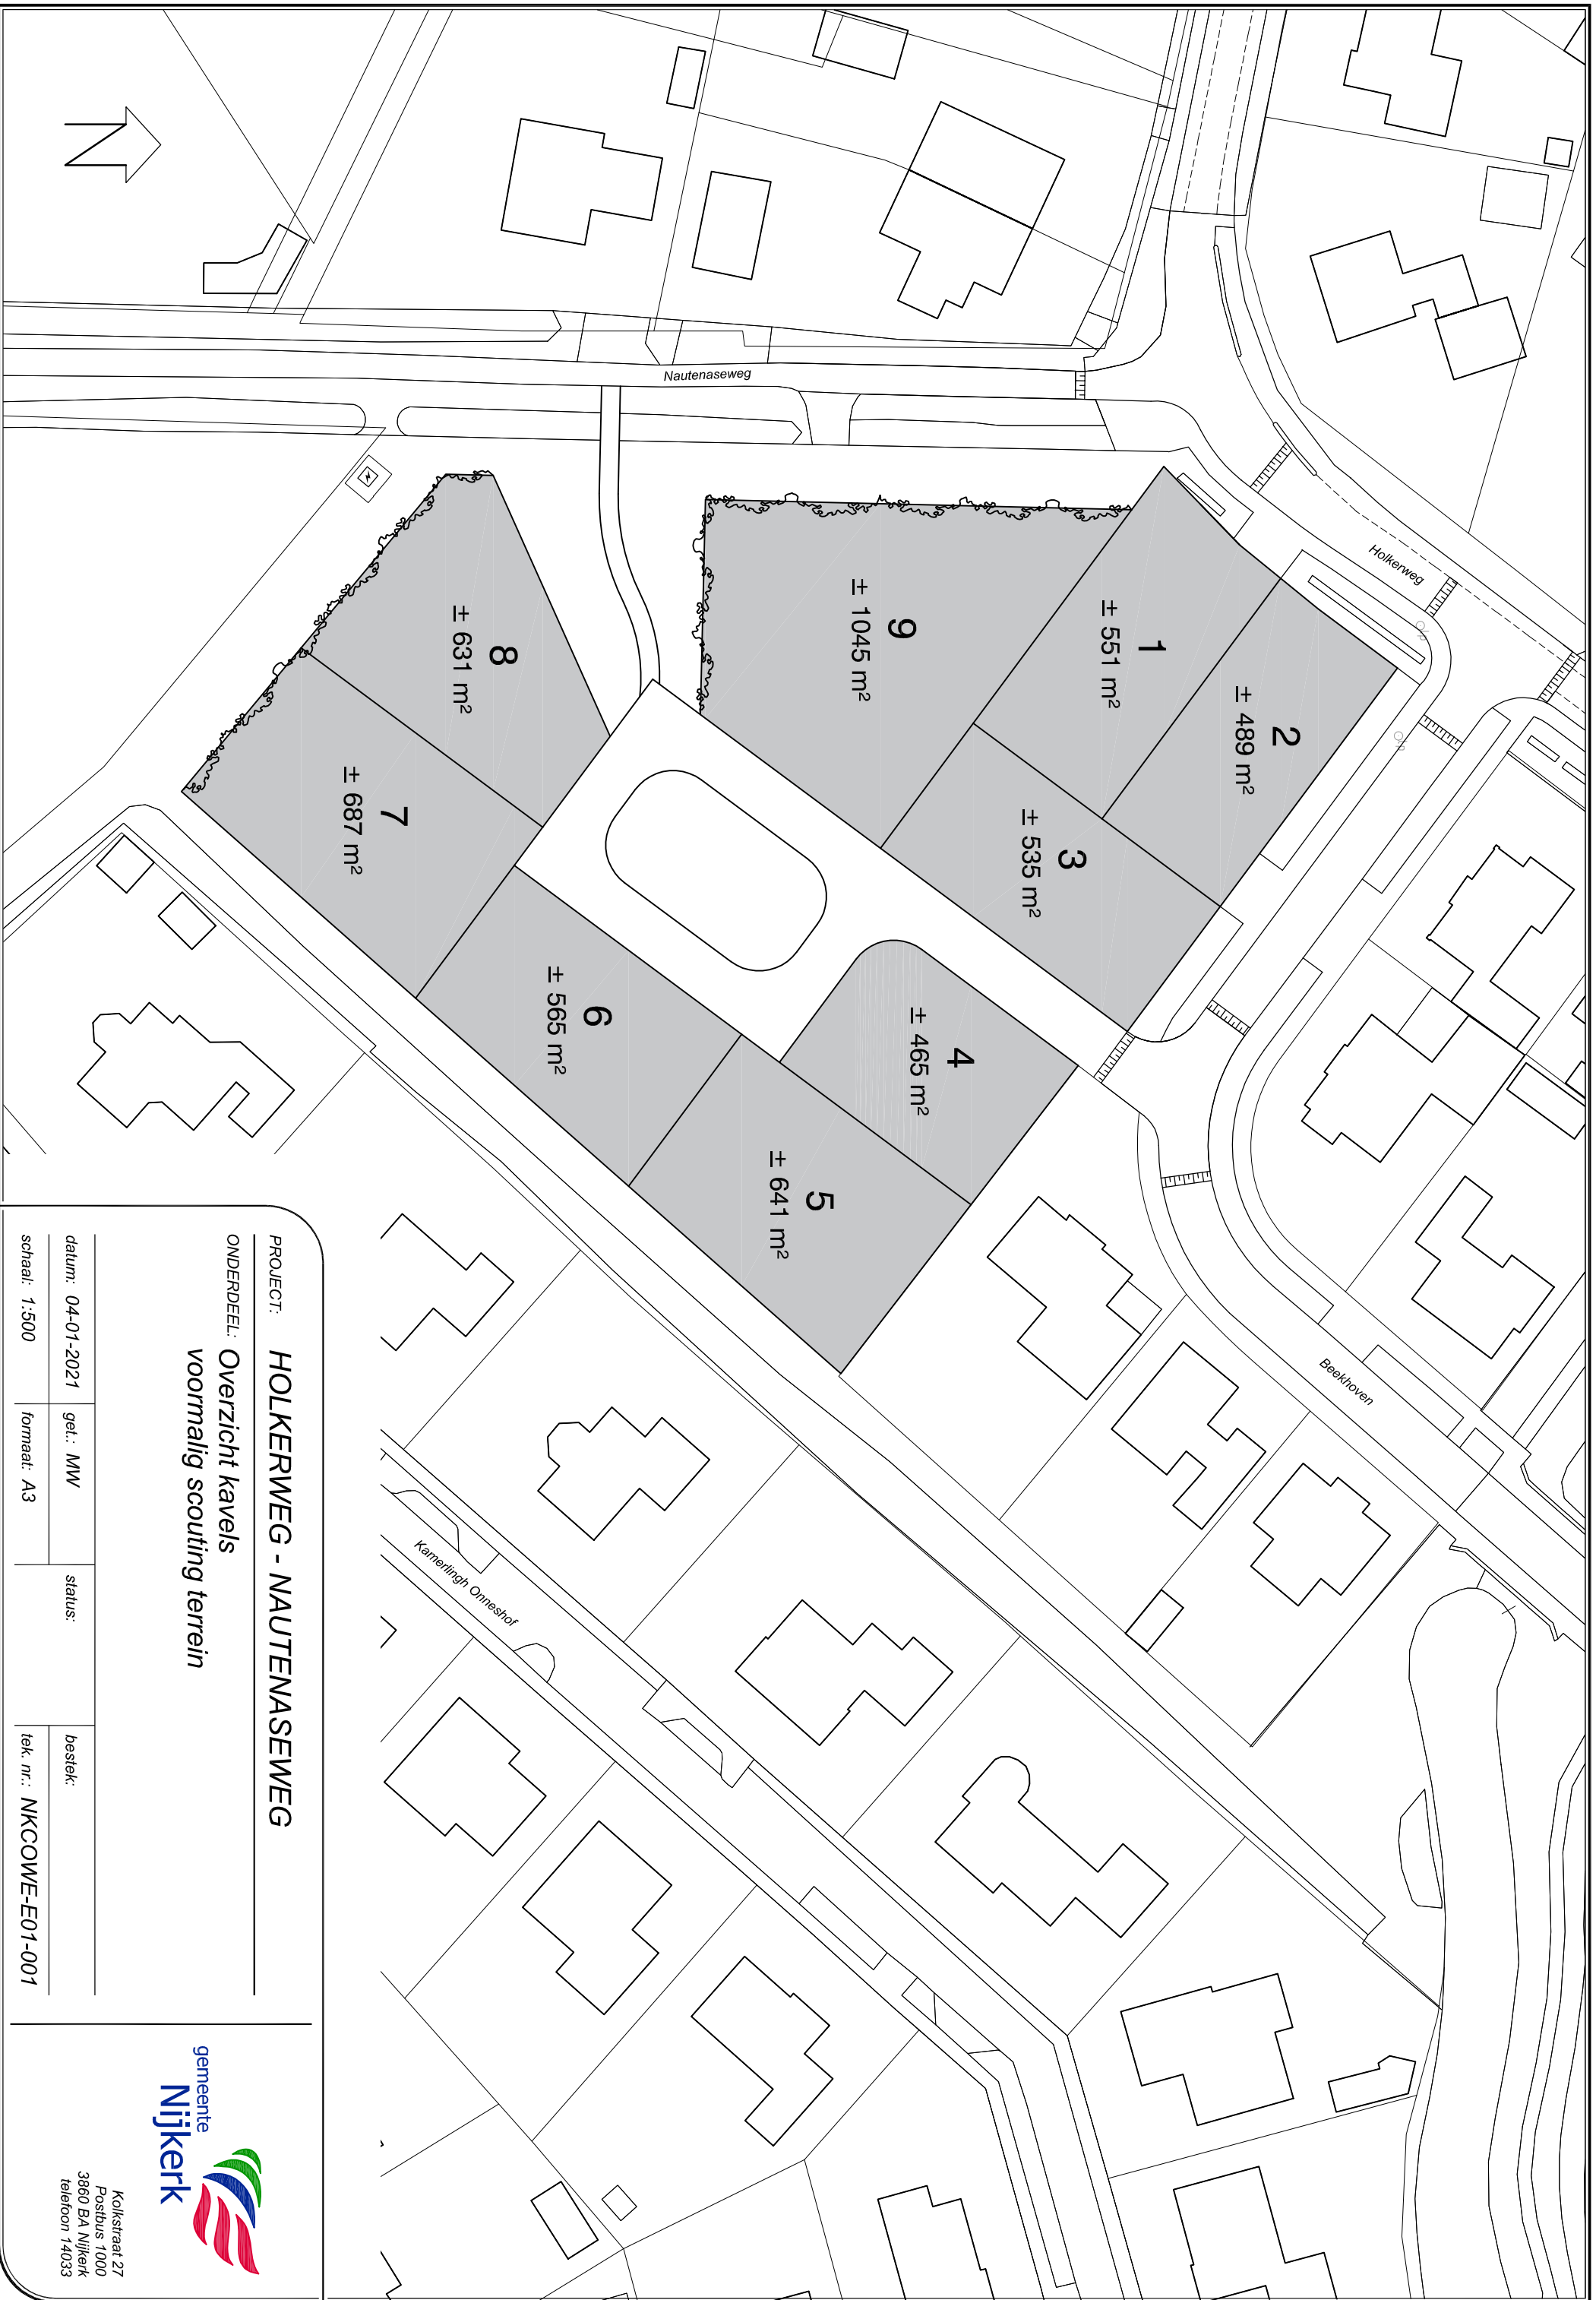 Nautenaseweg
Holkerweg
Beekhoven
Kamerlingh Onneshof
1
± 551 m²
2
± 489 m²
3
± 535 m²
4
± 465 m²
5
± 641 m²
6
± 565 m²
7
± 687 m²
8
± 631 m²
9
± 1045 m²
N
PROJECT: HOLKERWEG - NAUTENASEWEG
ONDERDEEL: Overzicht kavels
voormalig scouting terrein
datum: 04-01-2021 get.: MW status: bestek:
schaal: 1:500 formaat: A3 tek. nr.: NKCOWE-E01-001
gemeente
Nijkerk
Kolkstraat 27
Postbus 1000
3860 BA Nijkerk
telefoon 14033